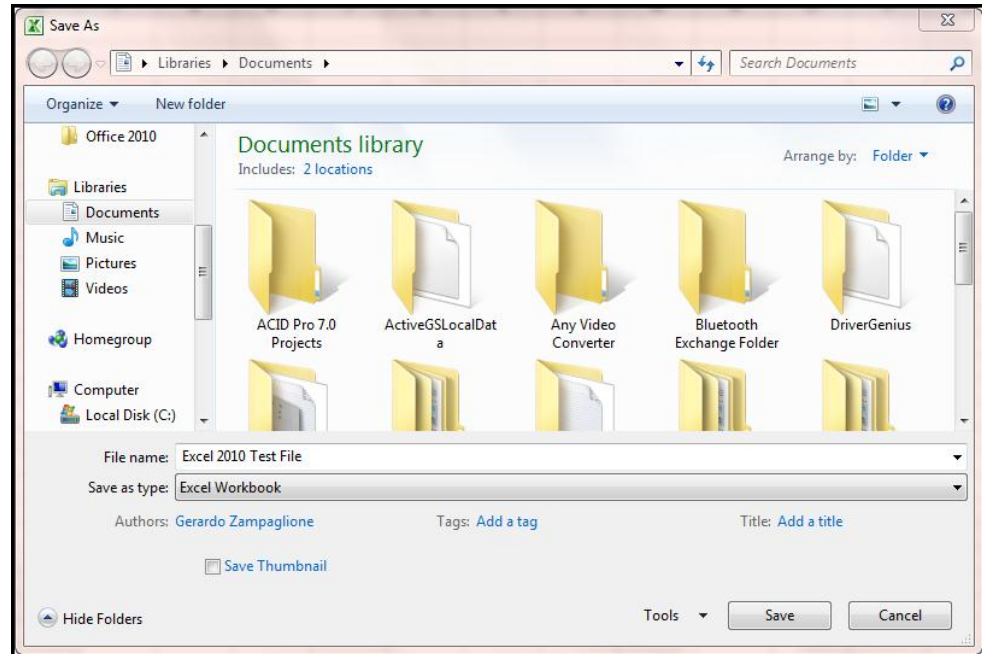 Save As
Libraries Documents
Search Documents
Organize New folder
Office 2010
Libraries
Documents
Music
Pictures
Videos
Homegroup
Computer
Local Disk (C:)
Documents library
Includes: 2 locations
Arrange by: Folder
ACID Pro 7.0
Projects
ActiveGSLocalDat
a
Any Video
Converter
Bluetooth
Exchange Folder
DriverGenius
File name: Excel 2010 Test File
Save as type: Excel Workbook
Authors: Gerardo Zampaglione Tags: Add a tag Title: Add a title
Save Thumbnail
Hide Folders Tools Save Cancel